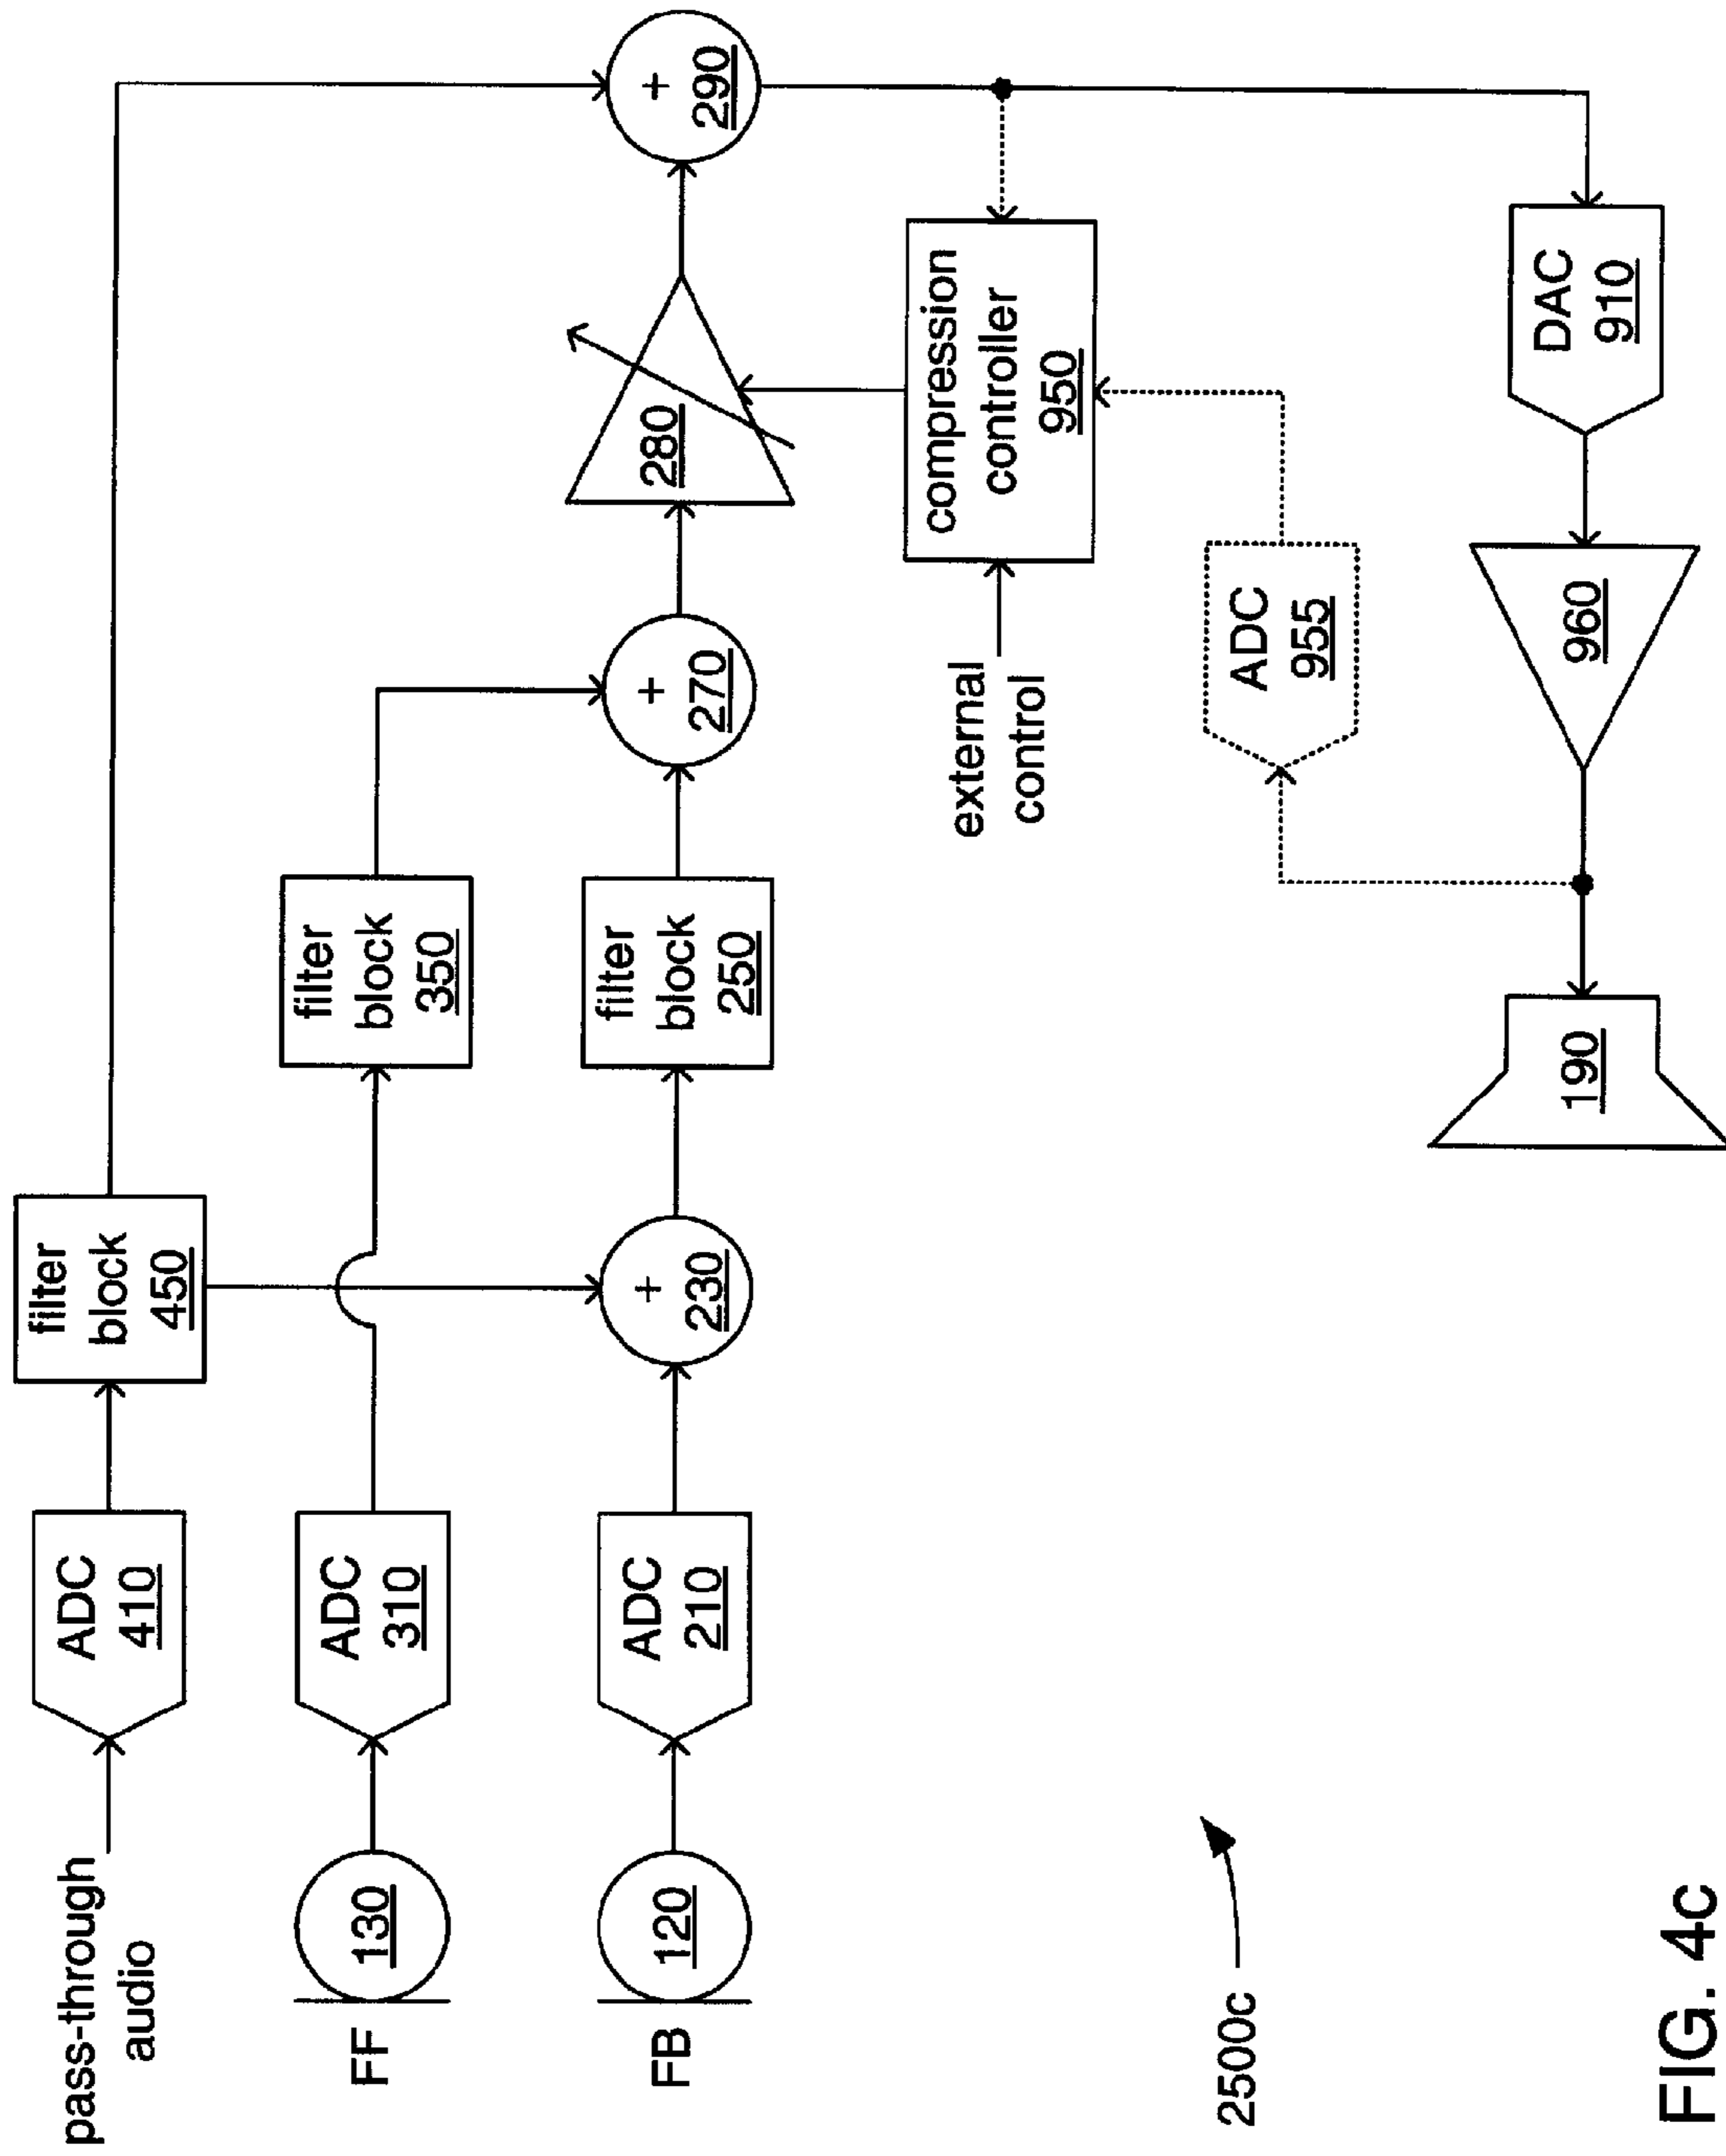 pass-through
audio
ADC
410
filter
block
450
FF
130
ADC
310
filter
block
350
FB
120
ADC
210
+
230
filter
block
250
+
270
280
+
290
external
control
compression
controller
950
ADC
955
190
960
DAC
910
2500c
FIG. 4c